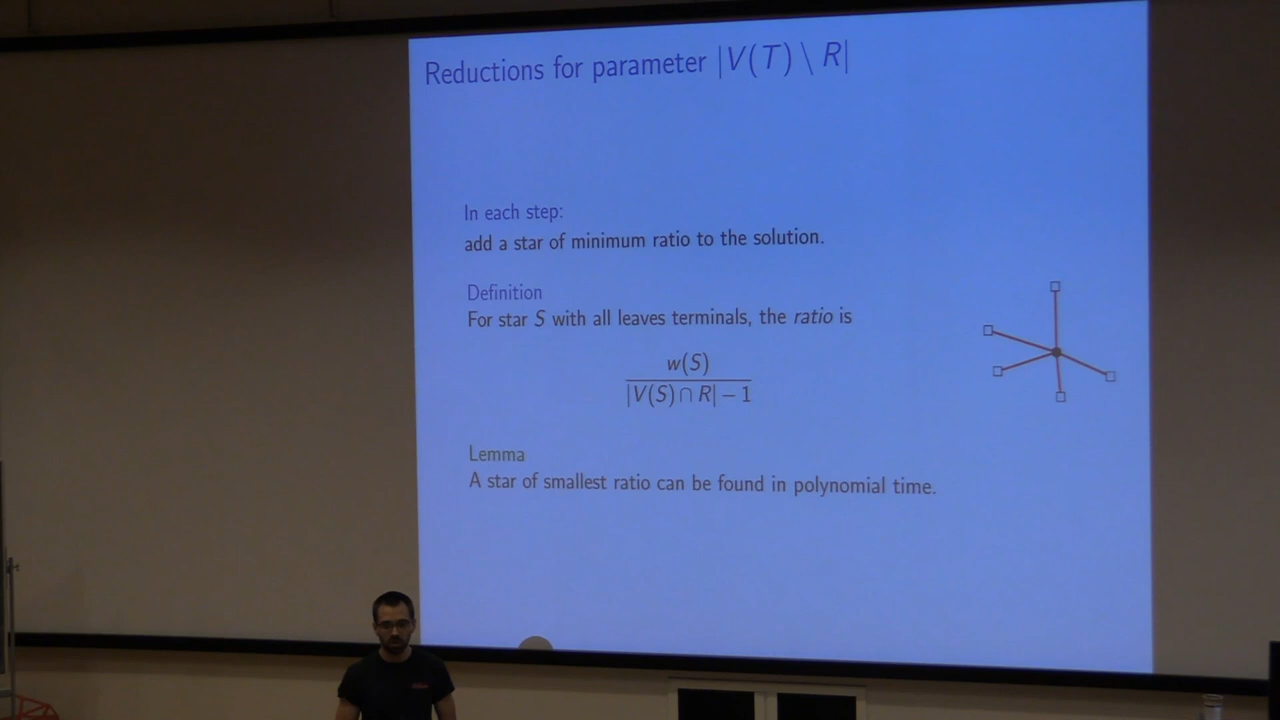 Reductions for parameter |V(T) \ R|
In each step:
add a star of minimum ratio to the solution.
Definition
For star S with all leaves terminals, the ratio is
w(S)
|V(S) ∩ R| − 1
Lemma
A star of smallest ratio can be found in polynomial time.